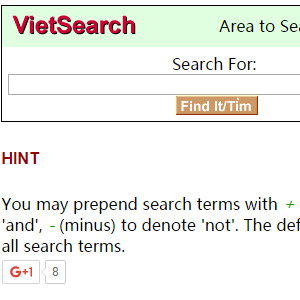 VietSearch
Area to Sea
Search For:
Find It/Tìm
HINT
You may prepend search terms with +
'and', - (minus) to denote 'not'. The def
all search terms.
G+1 8